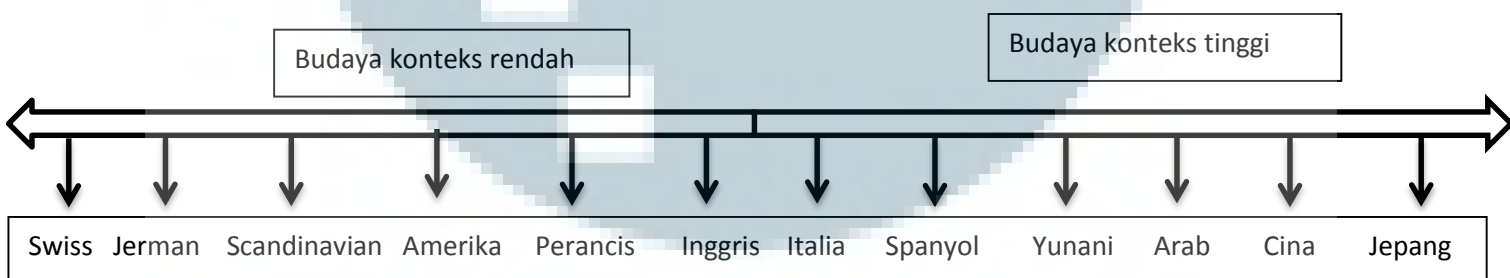 Budaya konteks rendah
Budaya konteks tinggi
Swiss Jerman Scandinavian Amerika Perancis Inggris Italia Spanyol Yunani Arab Cina Jepang